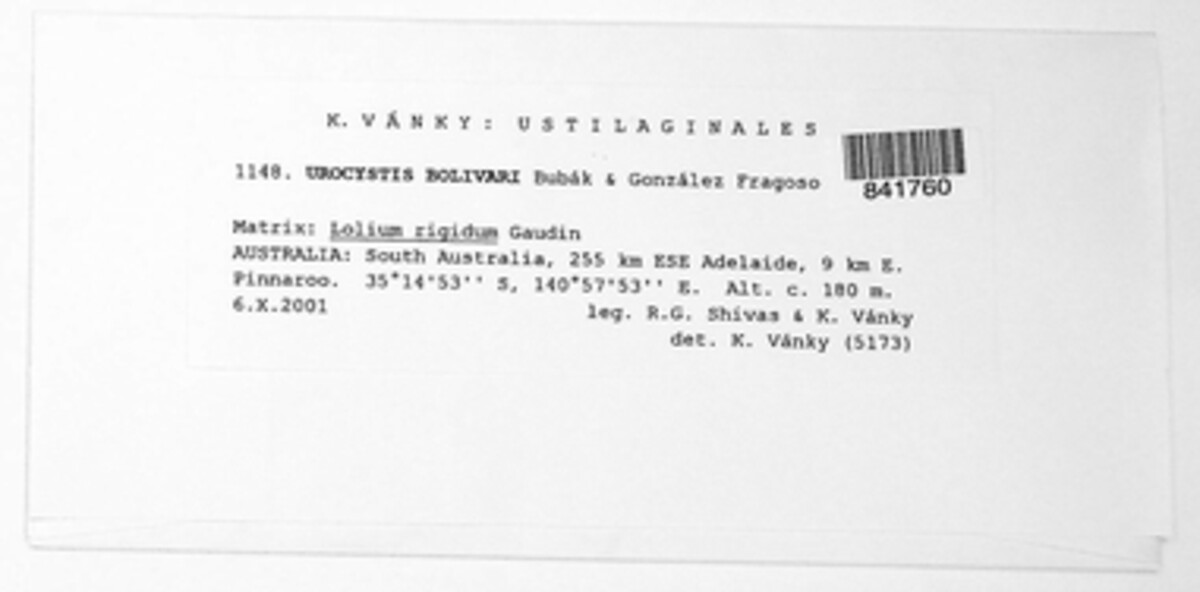 K. VÁNKY: USTILAGINALES
841760
1148. UROCYSTIS BOLIVARI Bubák & González Fragoso
Matrix: Lolium rigidum Gaudin
AUSTRALIA: South Australia, 255 km ESE Adelaide, 9 km E.
Pinnaroo. 35°14'53'' S, 140°57'53'' E. Alt. c. 180 m.
6.X.2001 leg. R.G. Shivas & K. Vánky
det. K. Vánky (5173)